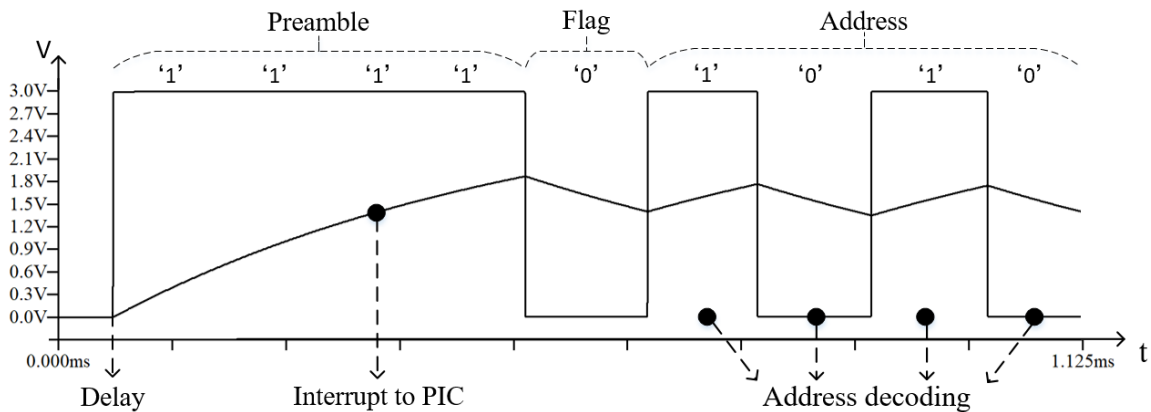 Preamble Flag Address
V
‘1’ ‘1’ ‘1’ ‘1’ ‘0’ ‘1’ ‘0’ ‘1’ ‘0’
3.0V
2.7V
2.4V
2.1V
1.8V
1.5V
1.2V
0.9V
0.6V
0.3V
0.0V
0.000ms 1.125ms t
Delay Interrupt to PIC Address decoding